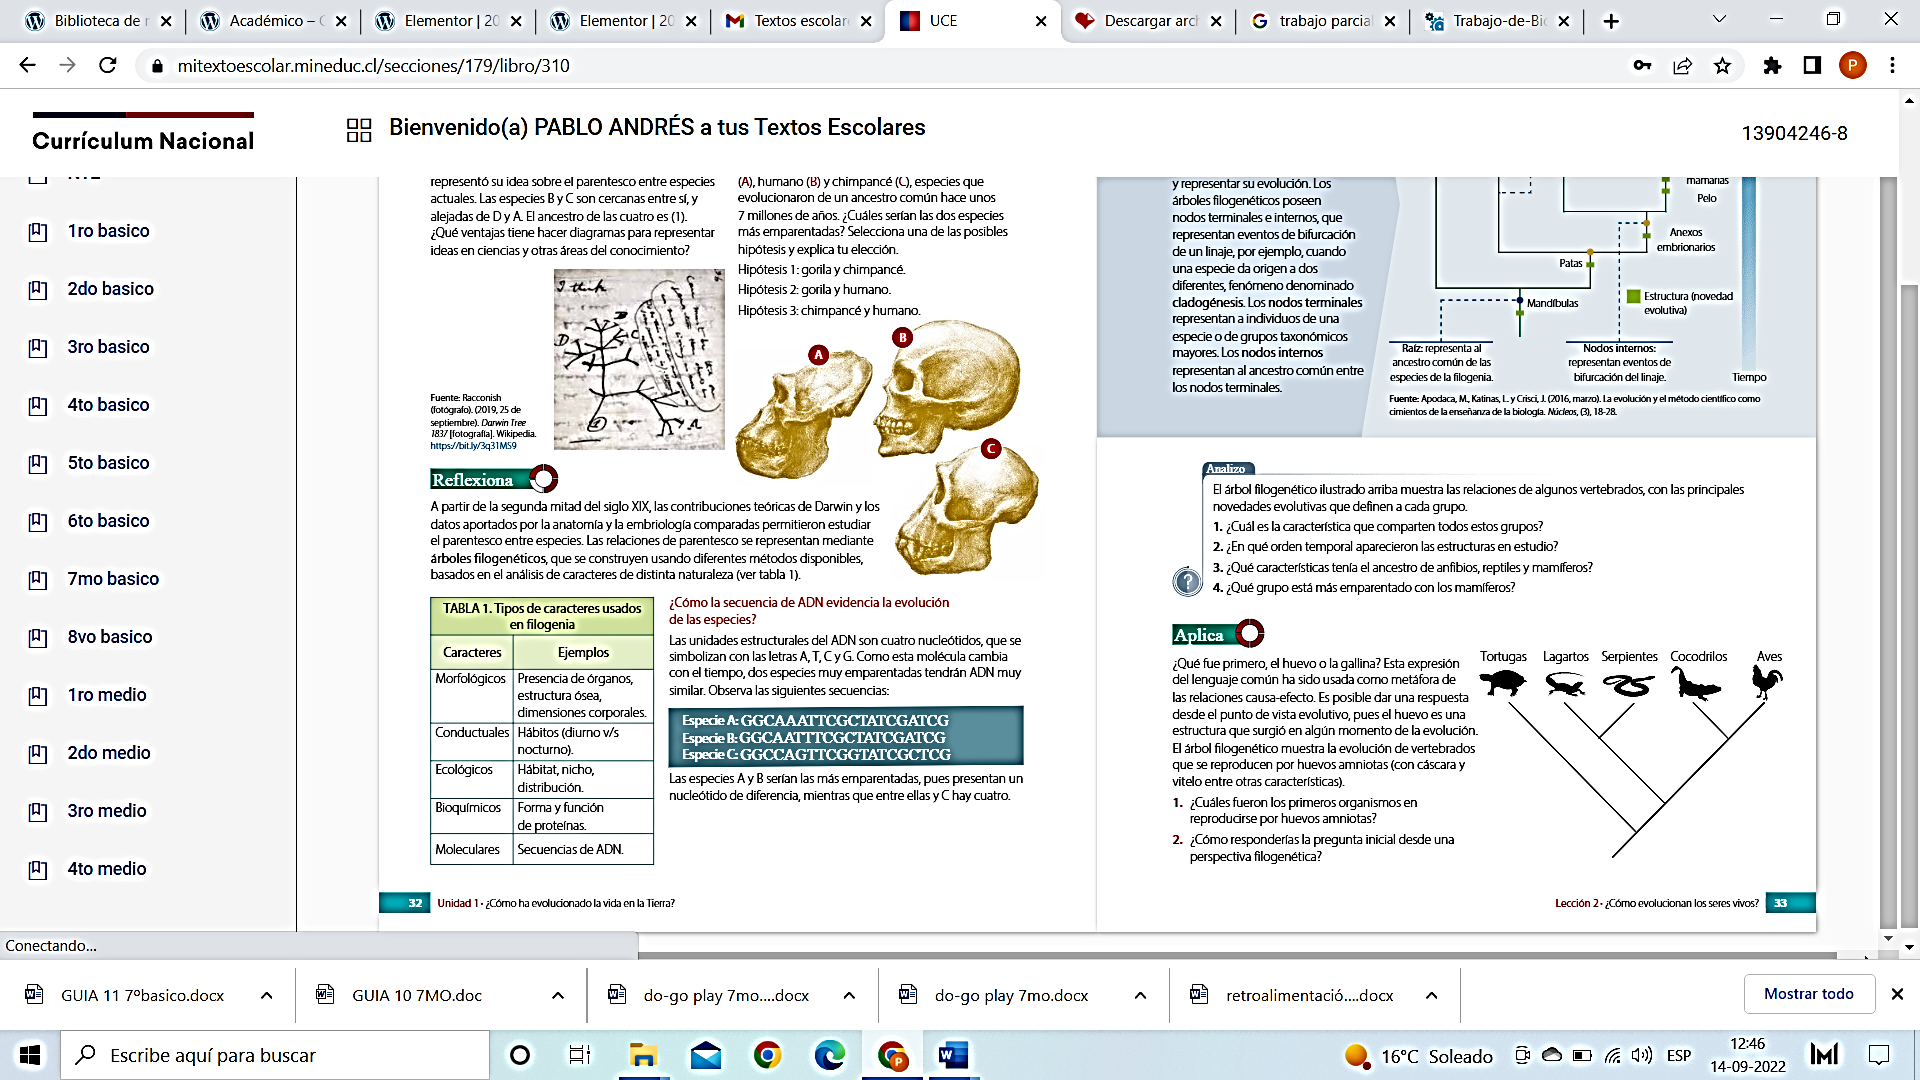 Biblioteca de r
Académico – C
Elementor | 20
Elementor | 20
Textos escolar
UCE
Descargar arch
trabajo parcial
Trabajo-de-Bio
mitextoescolar.mineduc.cl/secciones/179/libro/310
P
Currículum Nacional
Bienvenido(a) PABLO ANDRÉS a tus Textos Escolares
13904246-8
1ro basico
2do basico
3ro basico
4to basico
5to basico
6to basico
7mo basico
8vo basico
1ro medio
2do medio
3ro medio
4to medio
Conectando...
representó su idea sobre el parentesco entre especies
actuales. Las especies B y C son cercanas entre sí, y
alejadas de D y A. El ancestro de las cuatro es (1).
¿Qué ventajas tiene hacer diagramas para representar
ideas en ciencias y otras áreas del conocimiento?
I think
Fuente: Racconish
(fotógrafo). (2019, 25 de
septiembre). Darwin Tree
1837 [fotografía]. Wikipedia.
https://bit.ly/3q31MS9
(A), humano (B) y chimpancé (C), especies que
evolucionaron de un ancestro común hace unos
7 millones de años. ¿Cuáles serían las dos especies
más emparentadas? Selecciona una de las posibles
hipótesis y explica tu elección.
Hipótesis 1: gorila y chimpancé.
Hipótesis 2: gorila y humano.
Hipótesis 3: chimpancé y humano.
A
B
C
Reflexiona
A partir de la segunda mitad del siglo XIX, las contribuciones teóricas de Darwin y los
datos aportados por la anatomía y la embriología comparadas permitieron estudiar
el parentesco entre especies. Las relaciones de parentesco se representan mediante
árboles filogenéticos, que se construyen usando diferentes métodos disponibles,
basados en el análisis de caracteres de distinta naturaleza (ver tabla 1).
TABLA 1. Tipos de caracteres usados
en filogenia
Caracteres Ejemplos
Morfológicos Presencia de órganos,
estructura ósea,
dimensiones corporales.
Conductuales Hábitos (diurno v/s
nocturno).
Ecológicos Hábitat, nicho,
distribución.
Bioquímicos Forma y función
de proteínas.
Moleculares Secuencias de ADN.
¿Cómo la secuencia de ADN evidencia la evolución
de las especies?
Las unidades estructurales del ADN son cuatro nucleótidos, que se
simbolizan con las letras A, T, C y G. Como esta molécula cambia
con el tiempo, dos especies muy emparentadas tendrán ADN muy
similar. Observa las siguientes secuencias:
Especie A: GGCAAATTCGCTATCGATCG
Especie B: GGCAATTTCGCTATCGATCG
Especie C: GGCCAGTTCGGTATCGCTCG
Las especies A y B serían las más emparentadas, pues presentan un
nucleótido de diferencia, mientras que entre ellas y C hay cuatro.
32 Unidad 1 - ¿Cómo ha evolucionado la vida en la Tierra?
y representar su evolución. Los
árboles filogenéticos poseen
nodos terminales e internos, que
representan eventos de bifurcación
de un linaje, por ejemplo, cuando
una especie da origen a dos
diferentes, fenómeno denominado
cladogénesis. Los nodos terminales
representan a individuos de una
especie o de grupos taxonómicos
mayores. Los nodos internos
representan al ancestro común entre
los nodos terminales.
mamarias
Pelo
Anexos
embrionarios
Patas
Mandíbulas
Estructura (novedad
evolutiva)
Raíz: representa al
ancestro común de las
especies de la filogenia.
Nodos internos:
representan eventos de
bifurcación del linaje.
Tiempo
Fuente: Apodaca, M., Katinas, L. y Crisci, J. (2016, marzo). La evolución y el método científico como
cimientos de la enseñanza de la biología. Núcleos, (3), 18-28.
Analizo
El árbol filogenético ilustrado arriba muestra las relaciones de algunos vertebrados, con las principales
novedades evolutivas que definen a cada grupo.
1. ¿Cuál es la característica que comparten todos estos grupos?
2. ¿En qué orden temporal aparecieron las estructuras en estudio?
3. ¿Qué características tenía el ancestro de anfibios, reptiles y mamíferos?
4. ¿Qué grupo está más emparentado con los mamíferos?
Aplica
¿Qué fue primero, el huevo o la gallina? Esta expresión
del lenguaje común ha sido usada como metáfora de
las relaciones causa-efecto. Es posible dar una respuesta
desde el punto de vista evolutivo, pues el huevo es una
estructura que surgió en algún momento de la evolución.
El árbol filogenético muestra la evolución de vertebrados
que se reproducen por huevos amniotas (con cáscara y
vitelo entre otras características).
1. ¿Cuáles fueron los primeros organismos en
reproducirse por huevos amniotas?
2. ¿Cómo responderías la pregunta inicial desde una
perspectiva filogenética?
Tortugas Lagartos Serpientes Cocodrilos Aves
Lección 2 - ¿Cómo evolucionan los seres vivos? 33
GUIA 11 7ºbasico.docx
GUIA 10 7MO.doc
do-go play 7mo....docx
do-go play 7mo.docx
retroalimentació....docx
Mostrar todo
Escribe aquí para buscar
16°C Soleado
ESP
12:46
14-09-2022